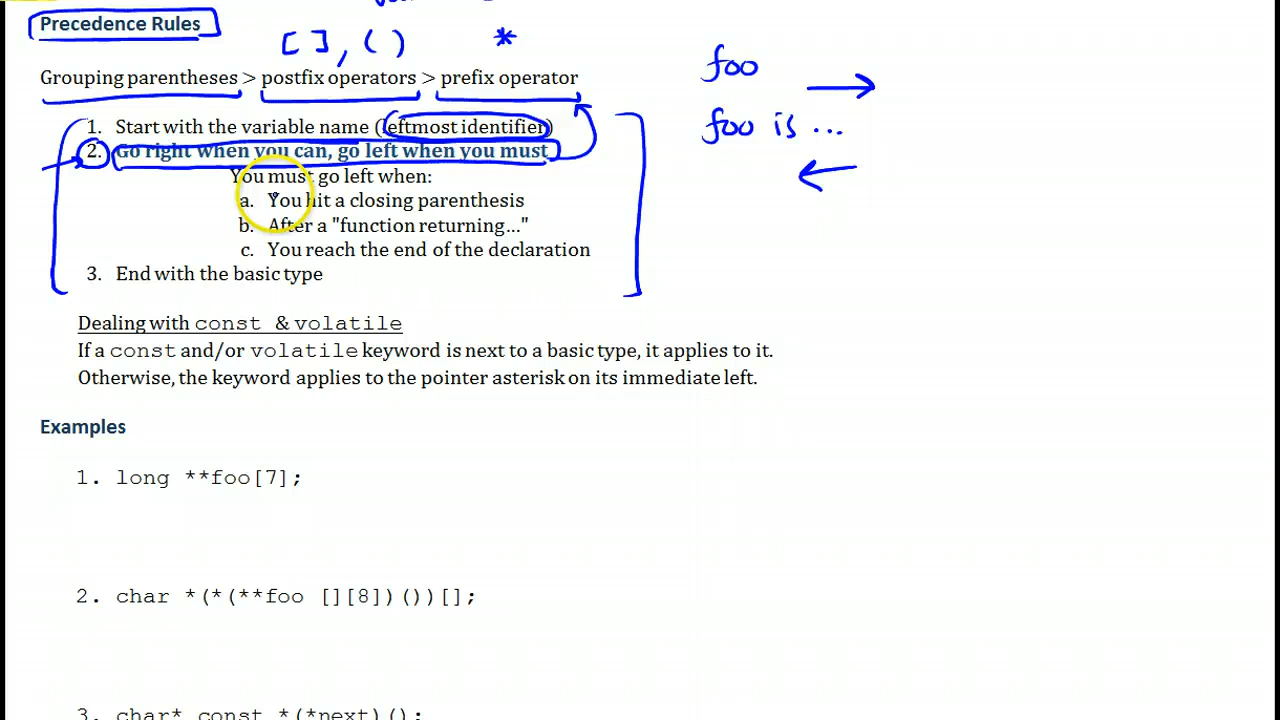 Precedence Rules
[ ] , ( ) *
Grouping parentheses > postfix operators > prefix operator
foo
1. Start with the variable name (leftmost identifier)
foo is ...
2. Go right when you can, go left when you must
You must go left when:
a. You hit a closing parenthesis
b. After a "function returning..."
c. You reach the end of the declaration
3. End with the basic type
Dealing with const & volatile
If a const and/or volatile keyword is next to a basic type, it applies to it.
Otherwise, the keyword applies to the pointer asterisk on its immediate left.
Examples
1. long **foo[7];
2. char *(*(**foo [][8])())[];
3. char* const *(*next)();